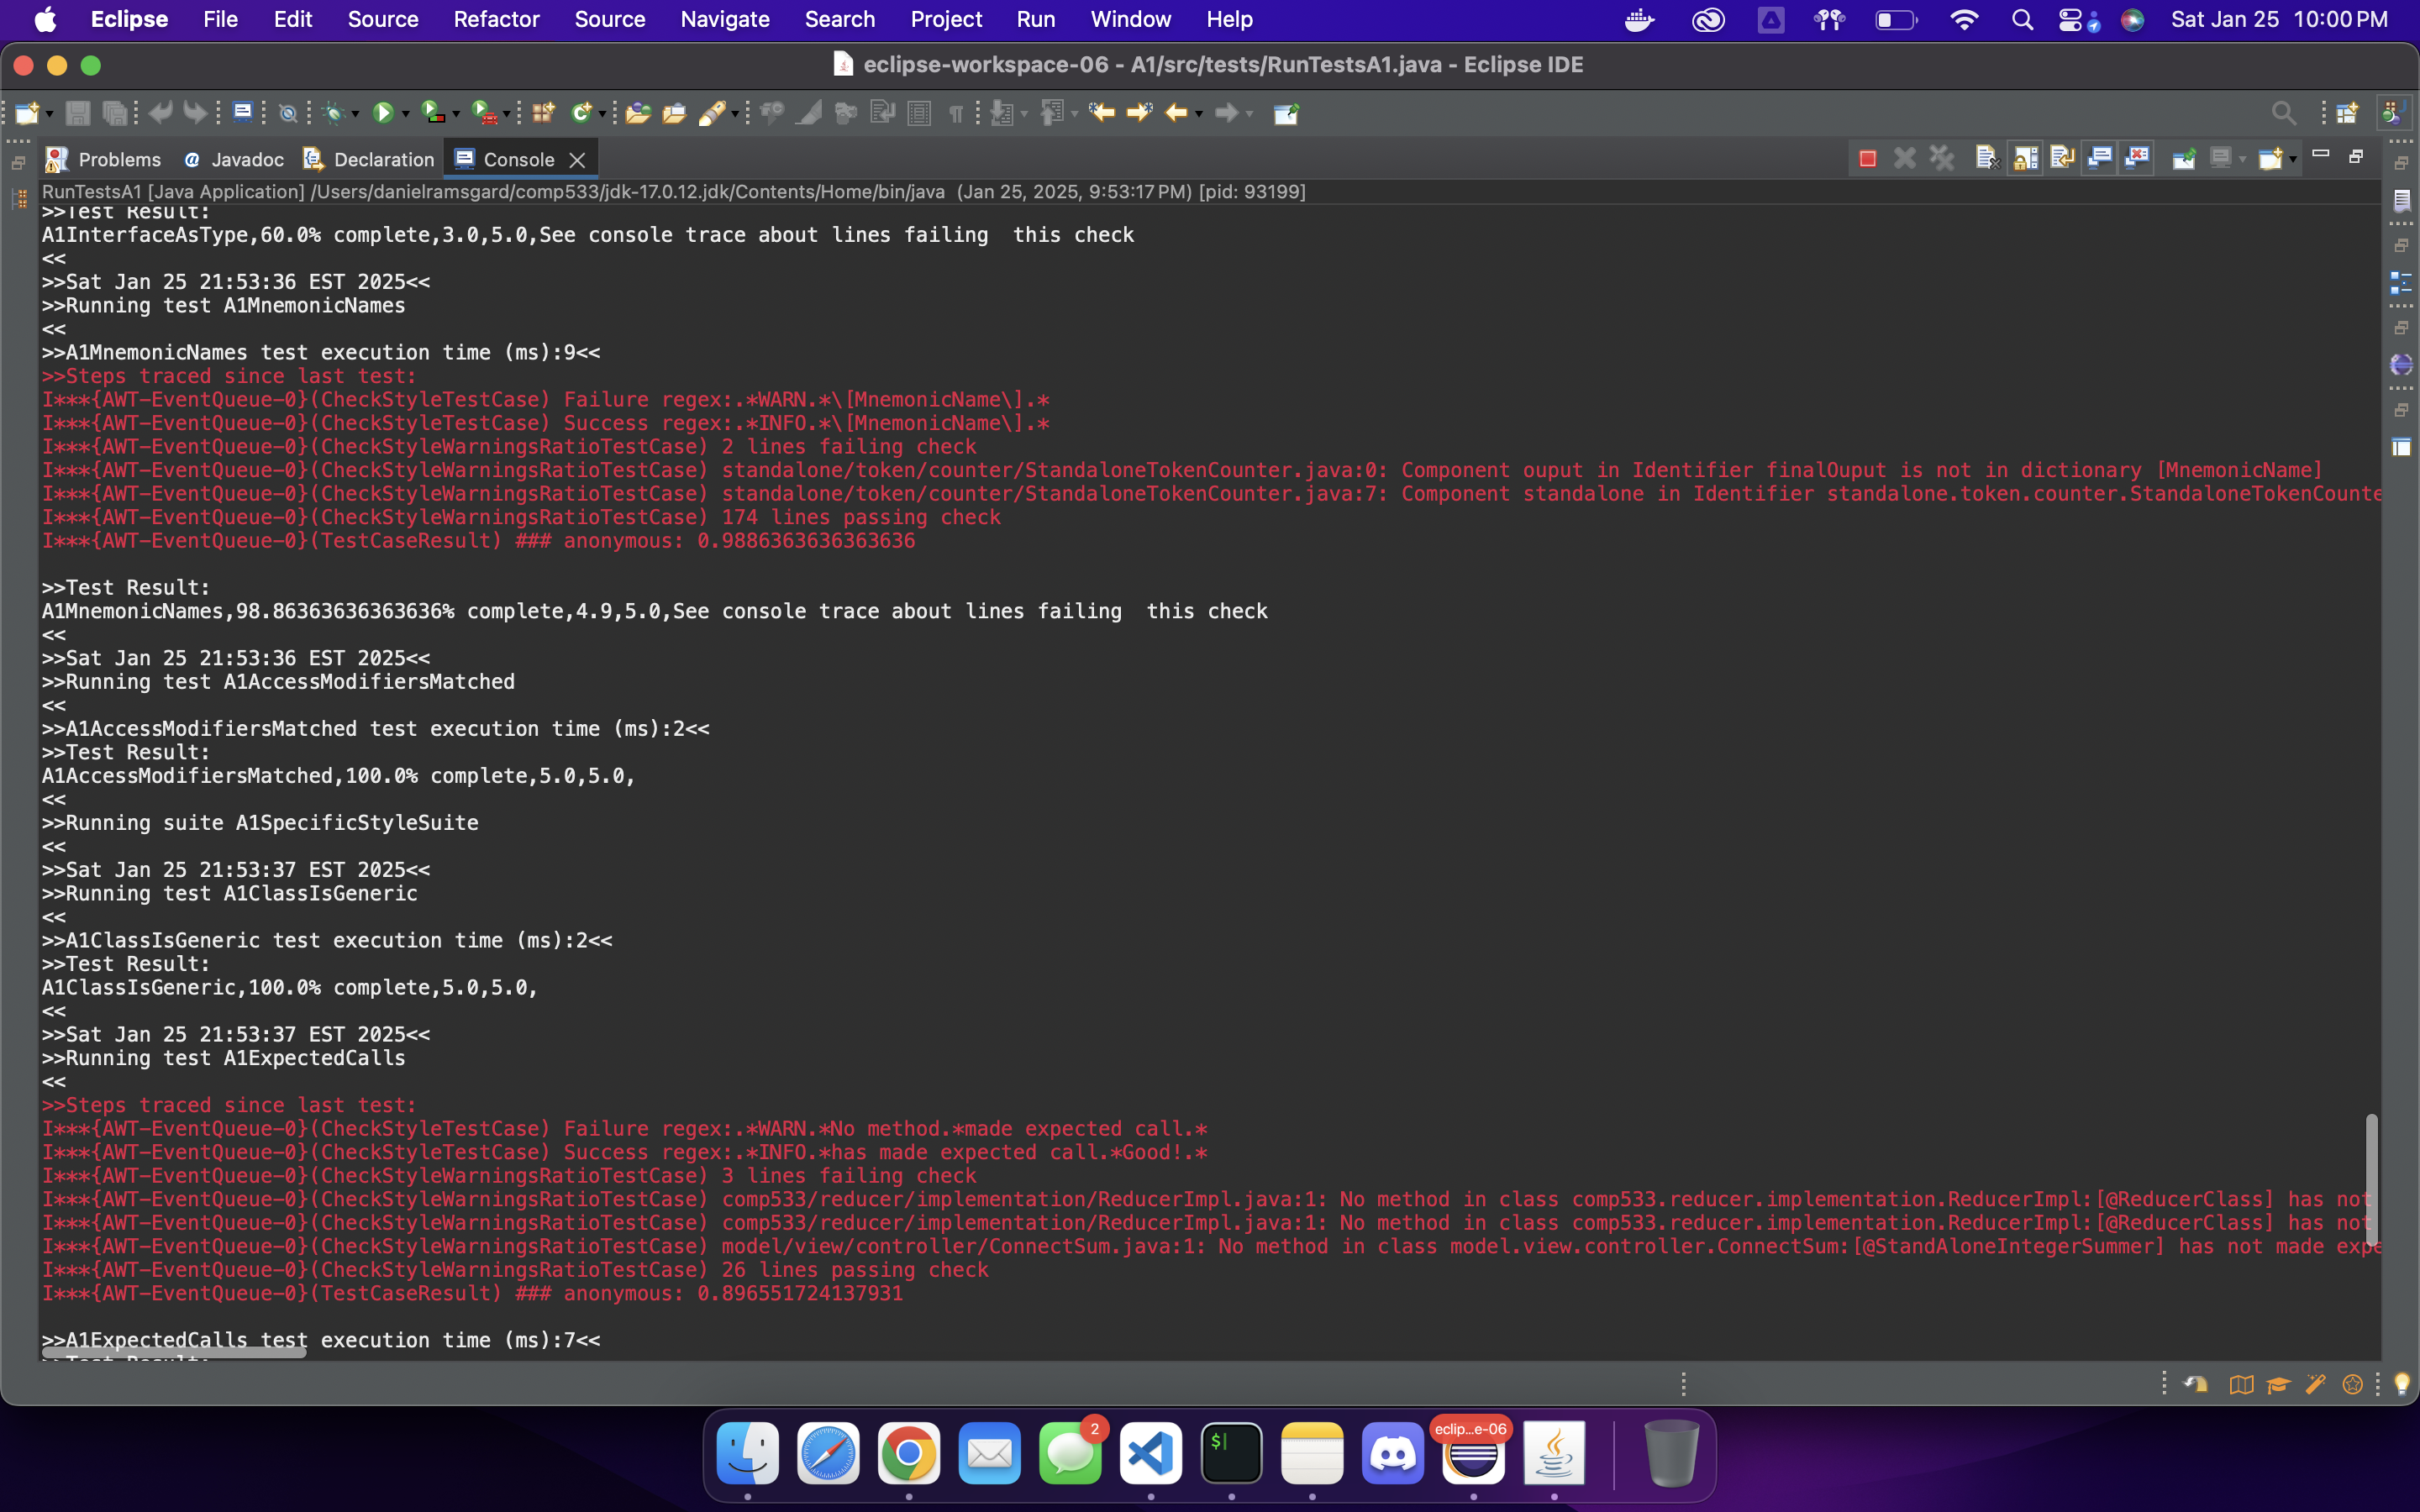 Eclipse File Edit Source Refactor Source Navigate Search Project Run Window Help Sat Jan 25 10:00 PM
eclipse-workspace-06 - A1/src/tests/RunTestsA1.java - Eclipse IDE
Problems @ Javadoc Declaration Console
RunTestsA1 [Java Application] /Users/danielramsgard/comp533/jdk-17.0.12.jdk/Contents/Home/bin/java (Jan 25, 2025, 9:53:17 PM) [pid: 93199]
>>Test Result:
A1InterfaceAsType,60.0% complete,3.0,5.0,See console trace about lines failing  this check
<<
>>Sat Jan 25 21:53:36 EST 2025<<
>>Running test A1MnemonicNames
<<
>>A1MnemonicNames test execution time (ms):9<<
>>Steps traced since last test:
I***{AWT-EventQueue-0}(CheckStyleTestCase) Failure regex:.*WARN.*\[MnemonicName\].*
I***{AWT-EventQueue-0}(CheckStyleTestCase) Success regex:.*INFO.*\[MnemonicName\].*
I***{AWT-EventQueue-0}(CheckStyleWarningsRatioTestCase) 2 lines failing check
I***{AWT-EventQueue-0}(CheckStyleWarningsRatioTestCase) standalone/token/counter/StandaloneTokenCounter.java:0: Component ouput in Identifier finalOuput is not in dictionary [MnemonicName]
I***{AWT-EventQueue-0}(CheckStyleWarningsRatioTestCase) standalone/token/counter/StandaloneTokenCounter.java:7: Component standalone in Identifier standalone.token.counter.StandaloneTokenCounte
I***{AWT-EventQueue-0}(CheckStyleWarningsRatioTestCase) 174 lines passing check
I***{AWT-EventQueue-0}(TestCaseResult) ### anonymous: 0.9886363636363636
>>Test Result:
A1MnemonicNames,98.86363636363636% complete,4.9,5.0,See console trace about lines failing  this check
<<
>>Sat Jan 25 21:53:36 EST 2025<<
>>Running test A1AccessModifiersMatched
<<
>>A1AccessModifiersMatched test execution time (ms):2<<
>>Test Result:
A1AccessModifiersMatched,100.0% complete,5.0,5.0,
<<
>>Running suite A1SpecificStyleSuite
<<
>>Sat Jan 25 21:53:37 EST 2025<<
>>Running test A1ClassIsGeneric
<<
>>A1ClassIsGeneric test execution time (ms):2<<
>>Test Result:
A1ClassIsGeneric,100.0% complete,5.0,5.0,
<<
>>Sat Jan 25 21:53:37 EST 2025<<
>>Running test A1ExpectedCalls
<<
>>Steps traced since last test:
I***{AWT-EventQueue-0}(CheckStyleTestCase) Failure regex:.*WARN.*No method.*made expected call.*
I***{AWT-EventQueue-0}(CheckStyleTestCase) Success regex:.*INFO.*has made expected call.*Good!.*
I***{AWT-EventQueue-0}(CheckStyleWarningsRatioTestCase) 3 lines failing check
I***{AWT-EventQueue-0}(CheckStyleWarningsRatioTestCase) comp533/reducer/implementation/ReducerImpl.java:1: No method in class comp533.reducer.implementation.ReducerImpl:[@ReducerClass] has not
I***{AWT-EventQueue-0}(CheckStyleWarningsRatioTestCase) comp533/reducer/implementation/ReducerImpl.java:1: No method in class comp533.reducer.implementation.ReducerImpl:[@ReducerClass] has not
I***{AWT-EventQueue-0}(CheckStyleWarningsRatioTestCase) model/view/controller/ConnectSum.java:1: No method in class model.view.controller.ConnectSum:[@StandAloneIntegerSummer] has not made expe
I***{AWT-EventQueue-0}(CheckStyleWarningsRatioTestCase) 26 lines passing check
I***{AWT-EventQueue-0}(TestCaseResult) ### anonymous: 0.896551724137931
>>A1ExpectedCalls test execution time (ms):7<<
>>Test Result:
2
eclip...e-06
$